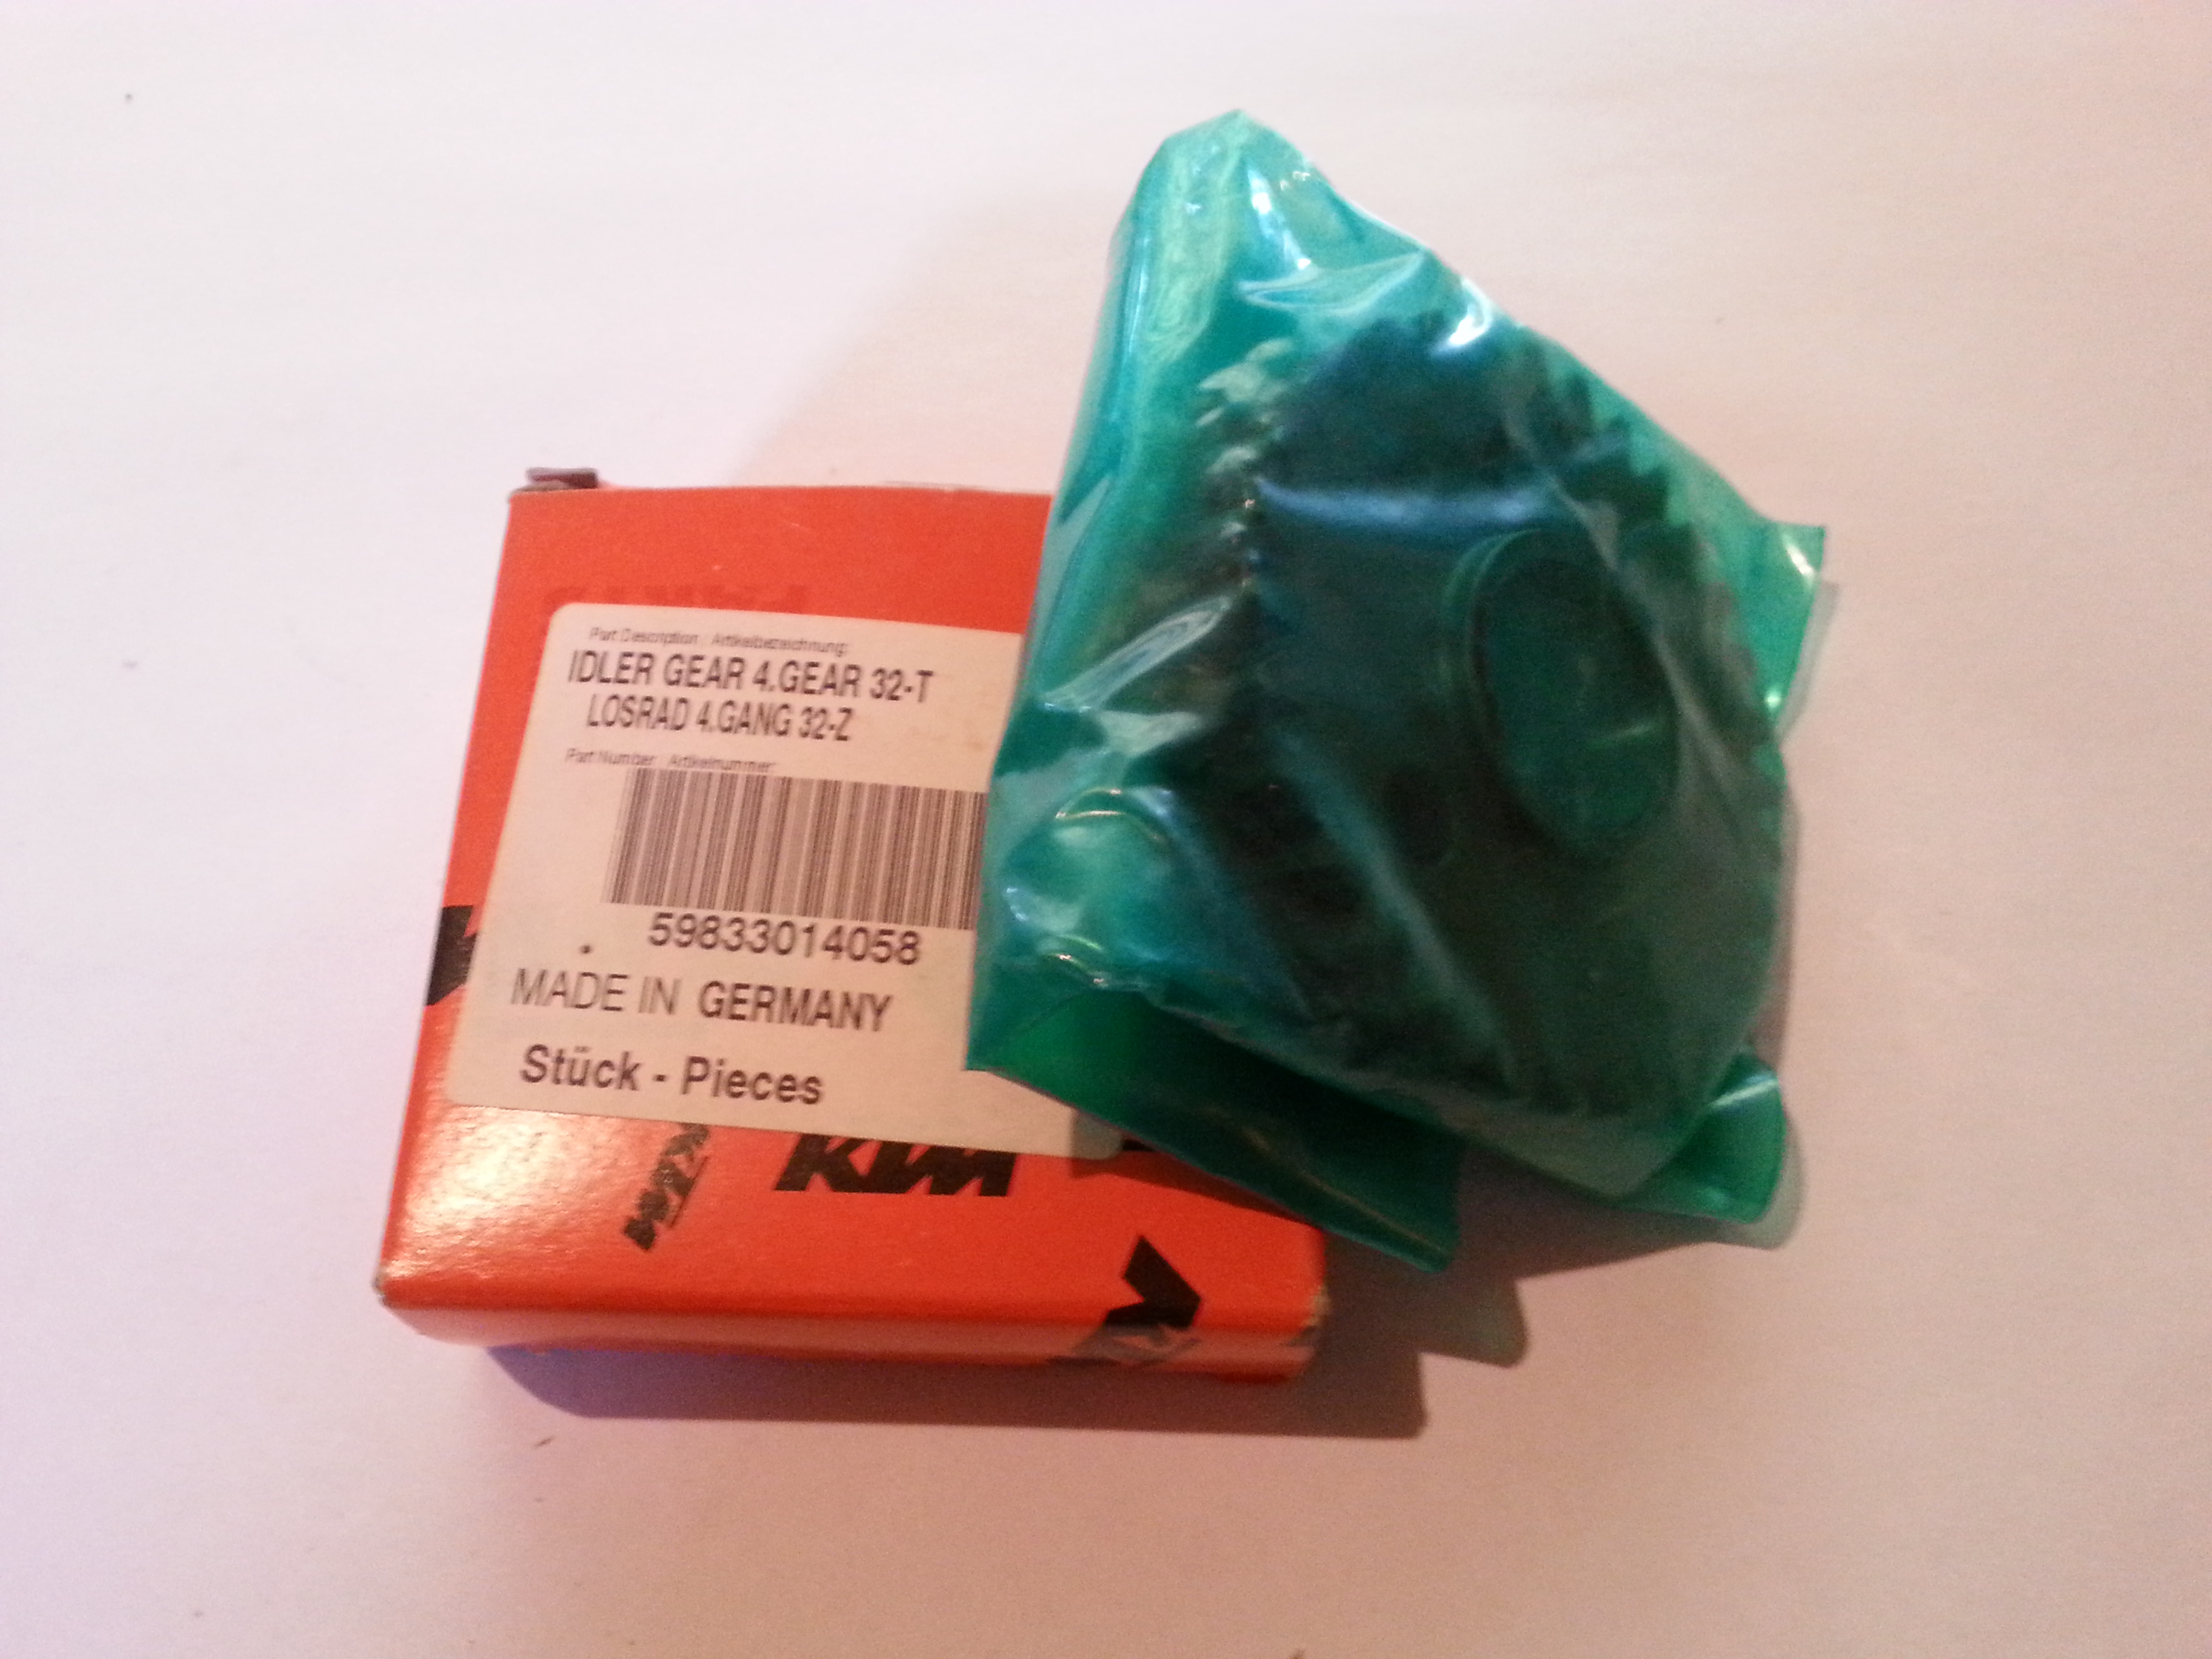 Part Description / Artikelbezeichnung:
IDLER GEAR 4.GEAR 32-T
LOSRAD 4.GANG 32-Z
Part Number: Artikelnummer:
59833014058
MADE IN GERMANY
Stück - Pieces
KTM
KTM